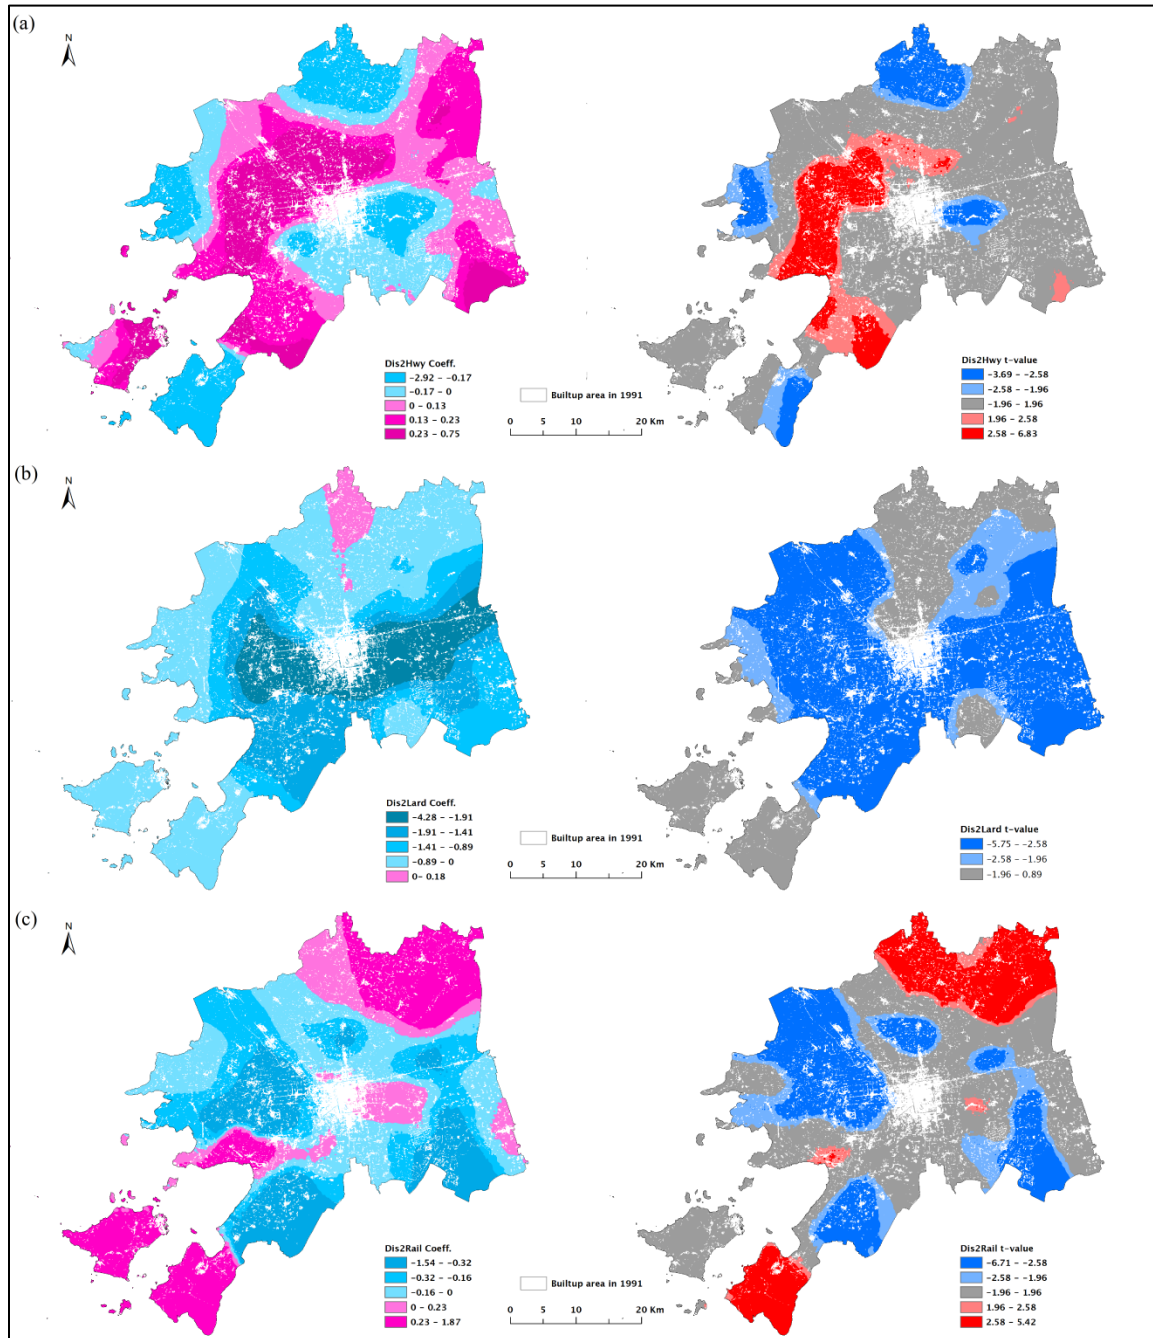 (a)
N
Dis2Hwy Coeff.
-2.92 - -0.17
-0.17 - 0
0 - 0.13
0.13 - 0.23
0.23 - 0.75
Builtup area in 1991
0 5 10 20 Km
Dis2Hwy t-value
-3.69 - -2.58
-2.58 - -1.96
-1.96 - 1.96
1.96 - 2.58
2.58 - 6.83
(b)
N
Dis2Lard Coeff.
-4.28 - -1.91
-1.91 - -1.41
-1.41 - -0.89
-0.89 - 0
0- 0.18
Builtup area in 1991
0 5 10 20 Km
Dis2Lard t-value
-5.75 - -2.58
-2.58 - -1.96
-1.96 - 0.89
(c)
N
Dis2Rail Coeff.
-1.54 - -0.32
-0.32 - -0.16
-0.16 - 0
0 - 0.23
0.23 - 1.87
Builtup area in 1991
0 5 10 20 Km
Dis2Rail t-value
-6.71 - -2.58
-2.58 - -1.96
-1.96 - 1.96
1.96 - 2.58
2.58 - 5.42